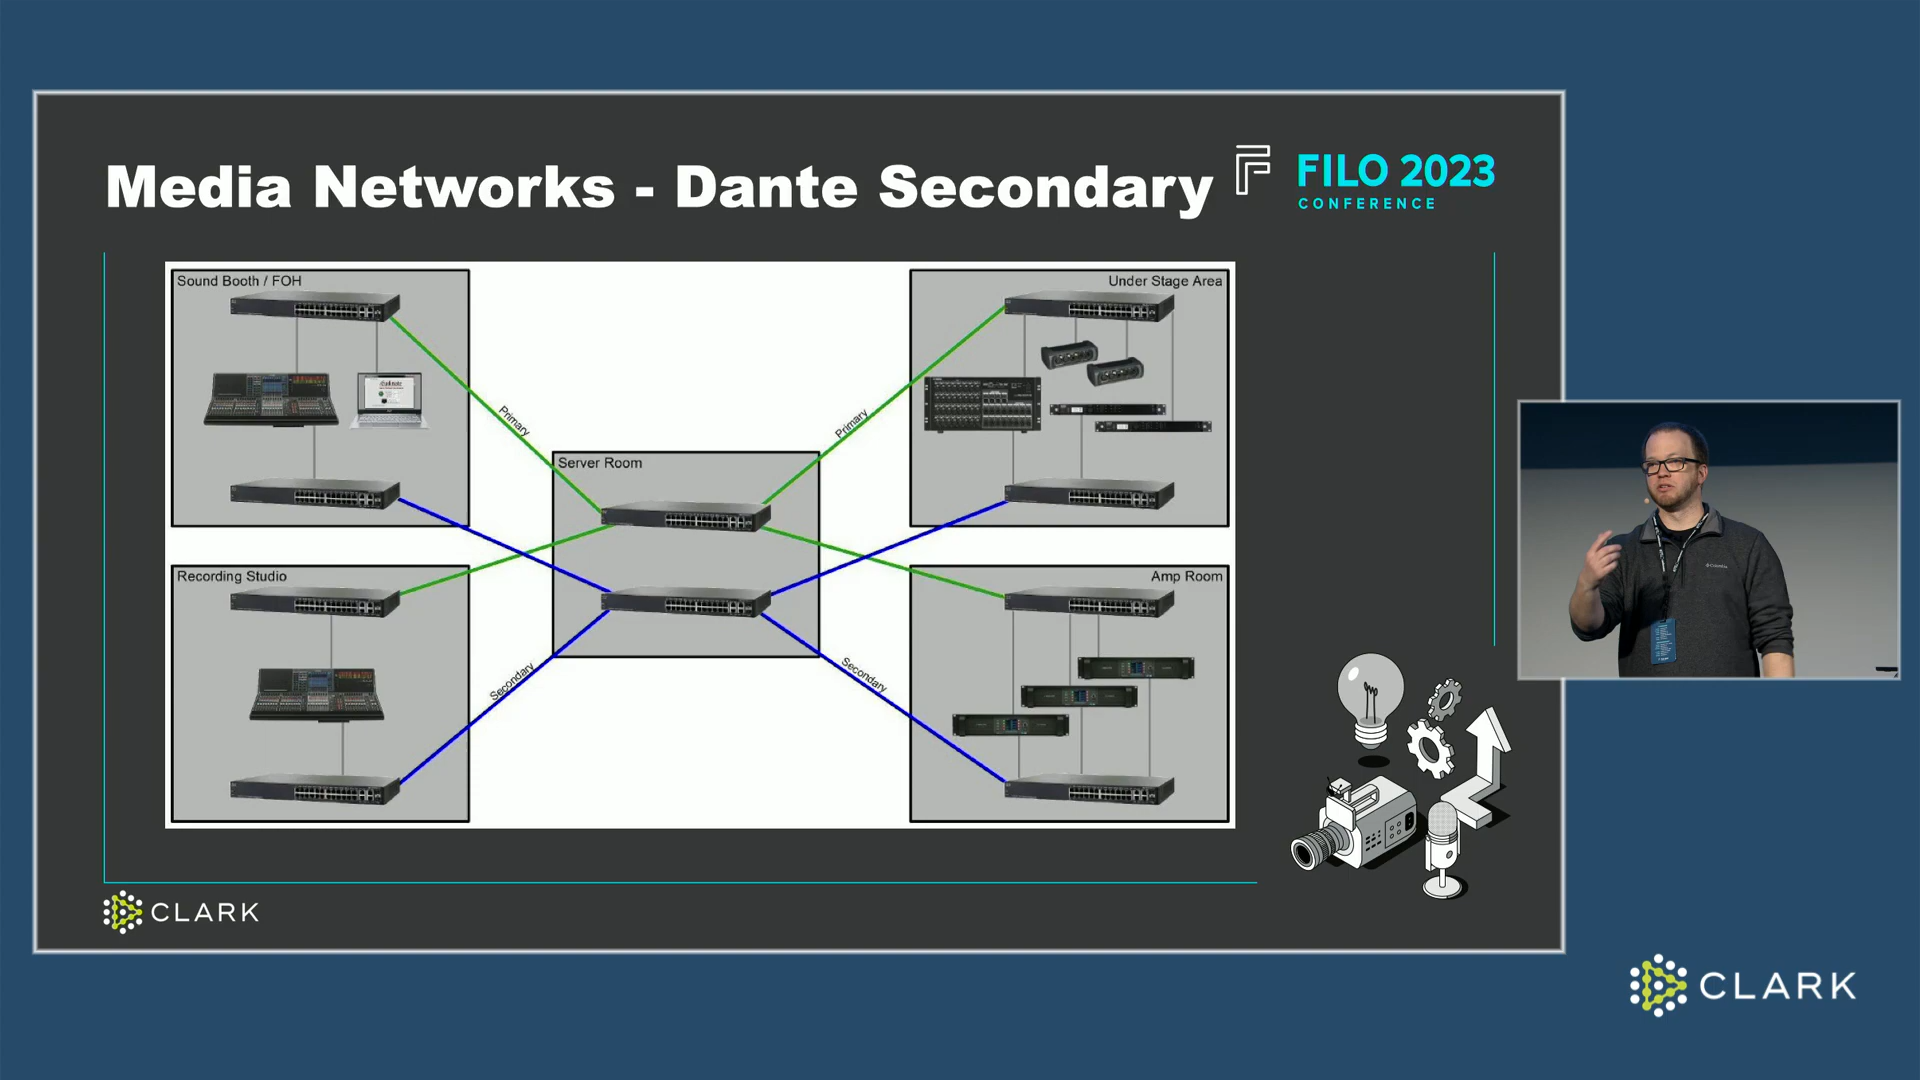 Media Networks - Dante Secondary
FILO 2023
CONFERENCE
Sound Booth / FOH
Under Stage Area
Primary
Primary
Server Room
Recording Studio
Amp Room
Secondary
Secondary
Columbia
CLARK
CLARK